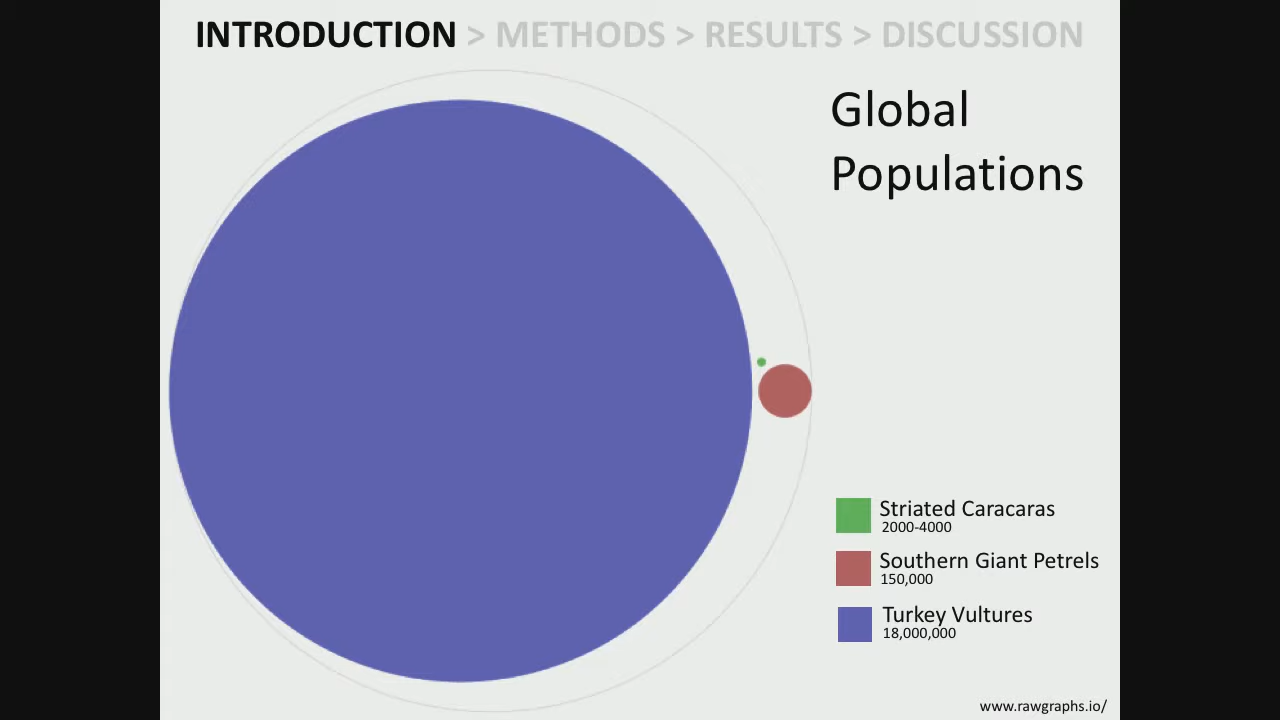 INTRODUCTION > METHODS > RESULTS > DISCUSSION
Global
Populations
Striated Caracaras
2000-4000
Southern Giant Petrels
150,000
Turkey Vultures
18,000,000
www.rawgraphs.io/